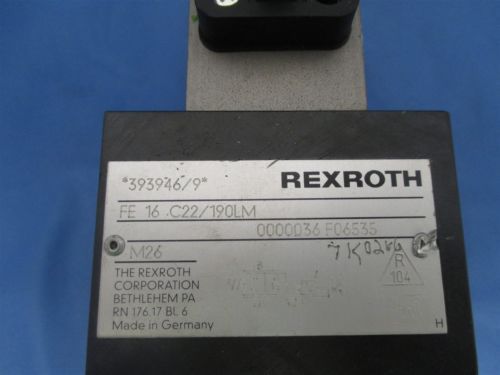 *393946/9*
REXROTH
FE 16 C22/190LM
0000036 F06535
M26
THE REXROTH
CORPORATION
BETHLEHEM PA
RN 176.17 Bl. 6
Made in Germany
R
104
H